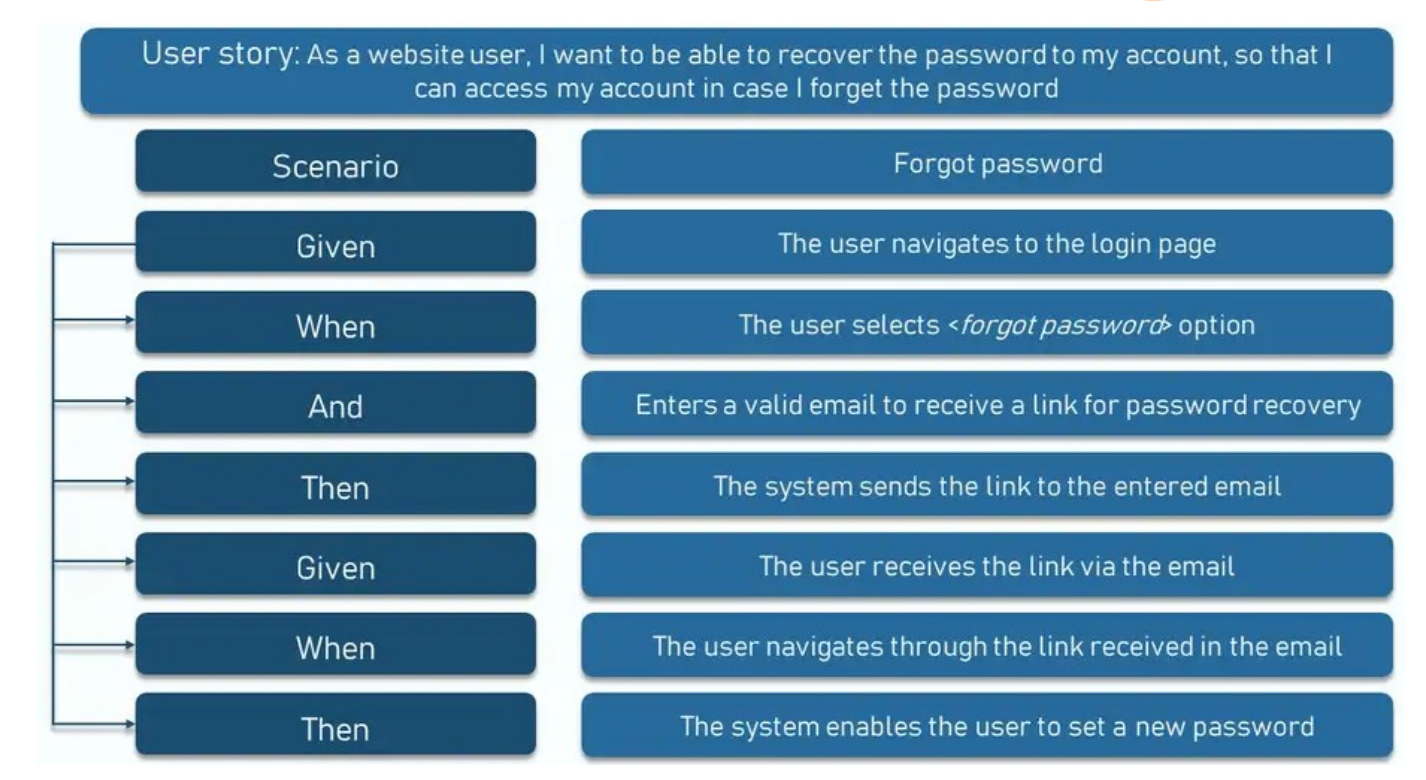 User story: As a website user, I want to be able to recover the password to my account, so that I
can access my account in case I forget the password
Scenario
Forgot password
Given
The user navigates to the login page
When
The user selects <forgot password> option
And
Enters a valid email to receive a link for password recovery
Then
The system sends the link to the entered email
Given
The user receives the link via the email
When
The user navigates through the link received in the email
Then
The system enables the user to set a new password